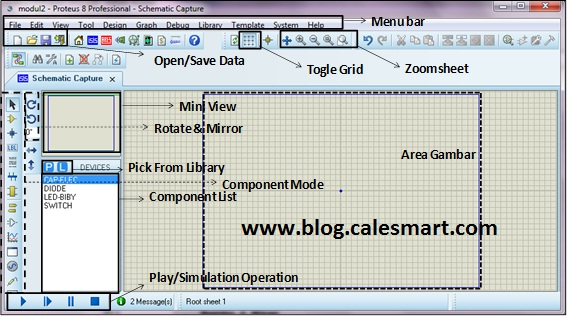 modul2 - Proteus 8 Professional - Schematic Capture
File Edit View Tool Design Graph Debug Library Template System Help
Menu bar
Open/Save Data
Togle Grid
Zoomsheet
Schematic Capture
Mini View
Rotate & Mirror
0°
LBL
Area Gambar
P L DEVICES
Pick From Library
CAP-ELEC
Component Mode
DIODE
LED-BIBY
Component List
SWITCH
www.blog.calesmart.com
Play/Simulation Operation
2 Message(s)
Root sheet 1